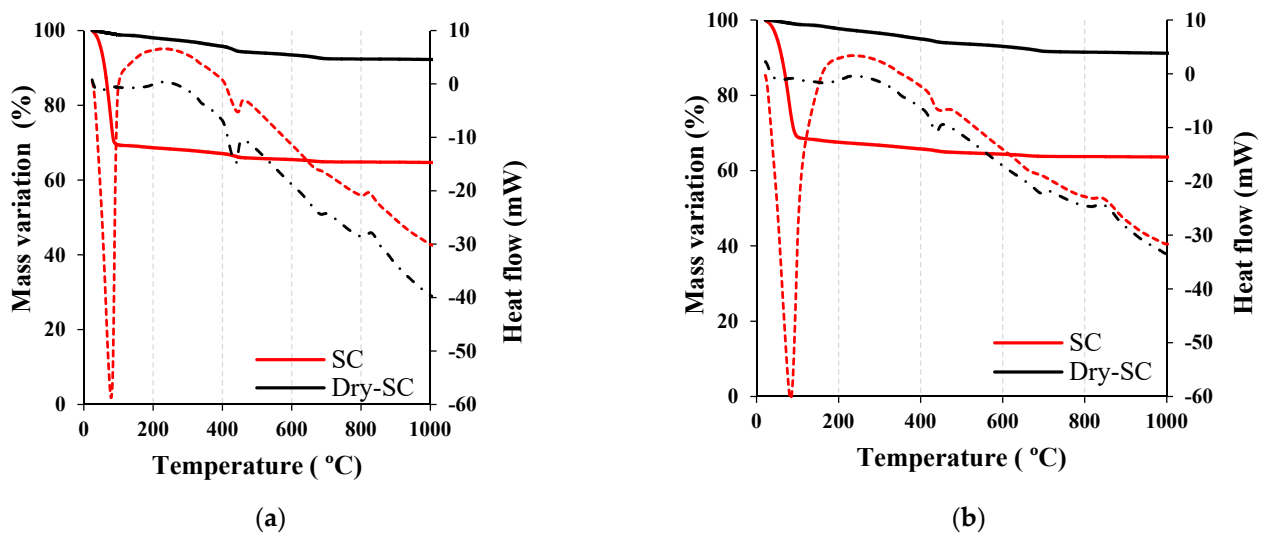 100
80
60
40
20
0
Mass variation (%)
10
0
-10
-20
-30
-40
-50
-60
Heat flow (mW)
SC
Dry-SC
0 200 400 600 800 1000
Temperature ( ºC)
(a)
100
80
60
40
20
0
Mass variation (%)
10
0
-10
-20
-30
-40
-50
-60
Heat flow (mW)
SC
Dry-SC
0 200 400 600 800 1000
Temperature ( ºC)
(b)